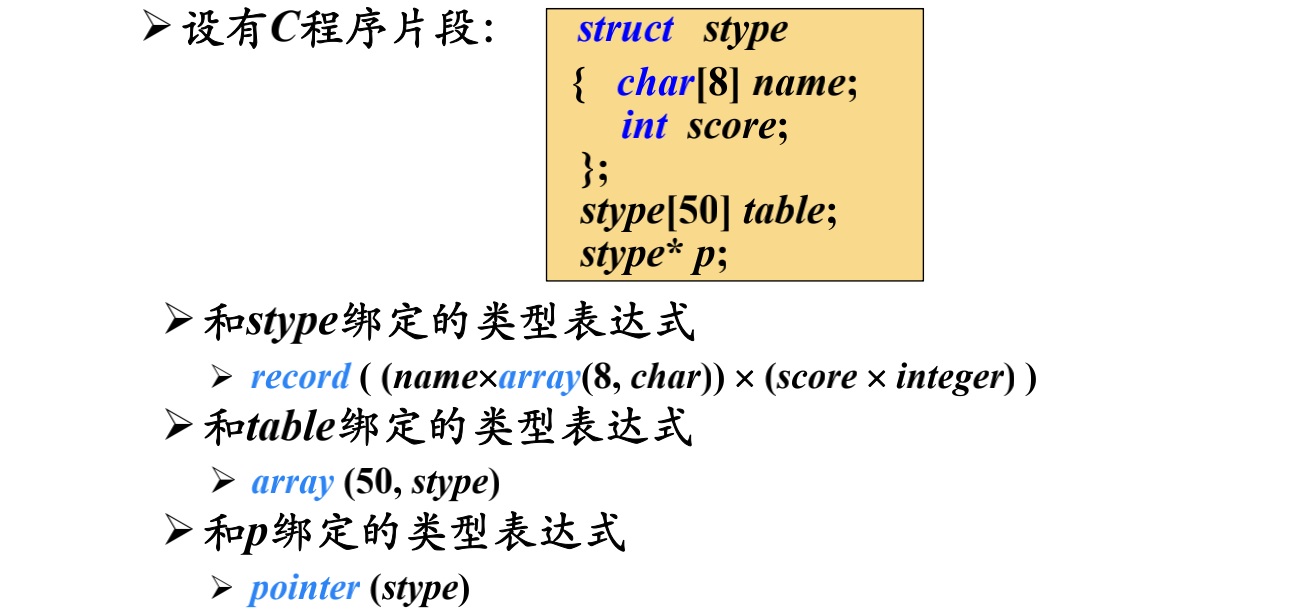 ➢ 设有C程序片段:
struct stype
{ char[8] name;
int score;
};
stype[50] table;
stype* p;
➢ 和stype绑定的类型表达式
➢ record ( (name×array(8, char)) × (score × integer) )
➢ 和table绑定的类型表达式
➢ array (50, stype)
➢ 和p绑定的类型表达式
➢ pointer (stype)